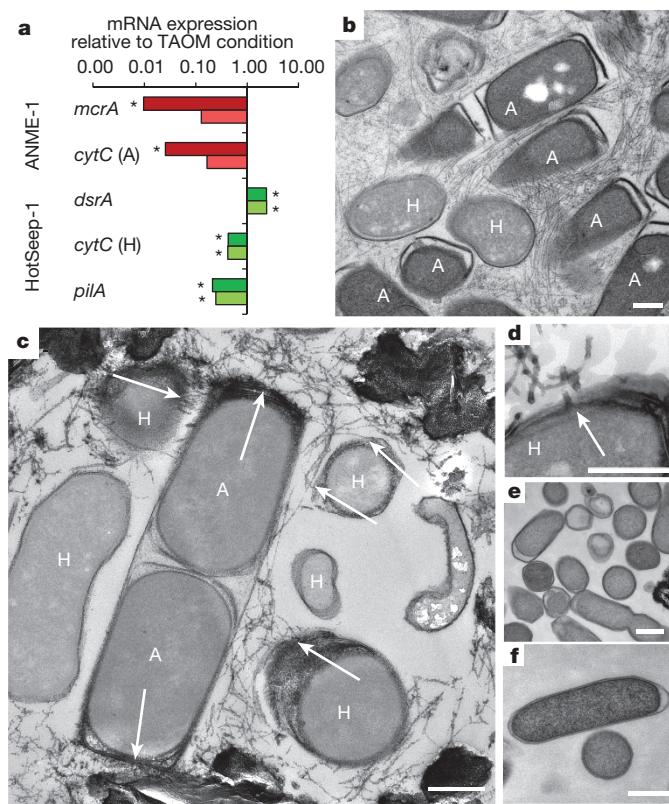 a
mRNA expression
relative to TAOM condition
0.00 0.01 0.10 1.00 10.00
ANME-1
mcrA
*
cytC (A)
*
HotSeep-1
dsrA
*
*
cytC (H)
*
*
pilA
*
*
b
A
A
H
H
A
A
A
A
c
H
A
H
H
H
A
H
d
H
e
f